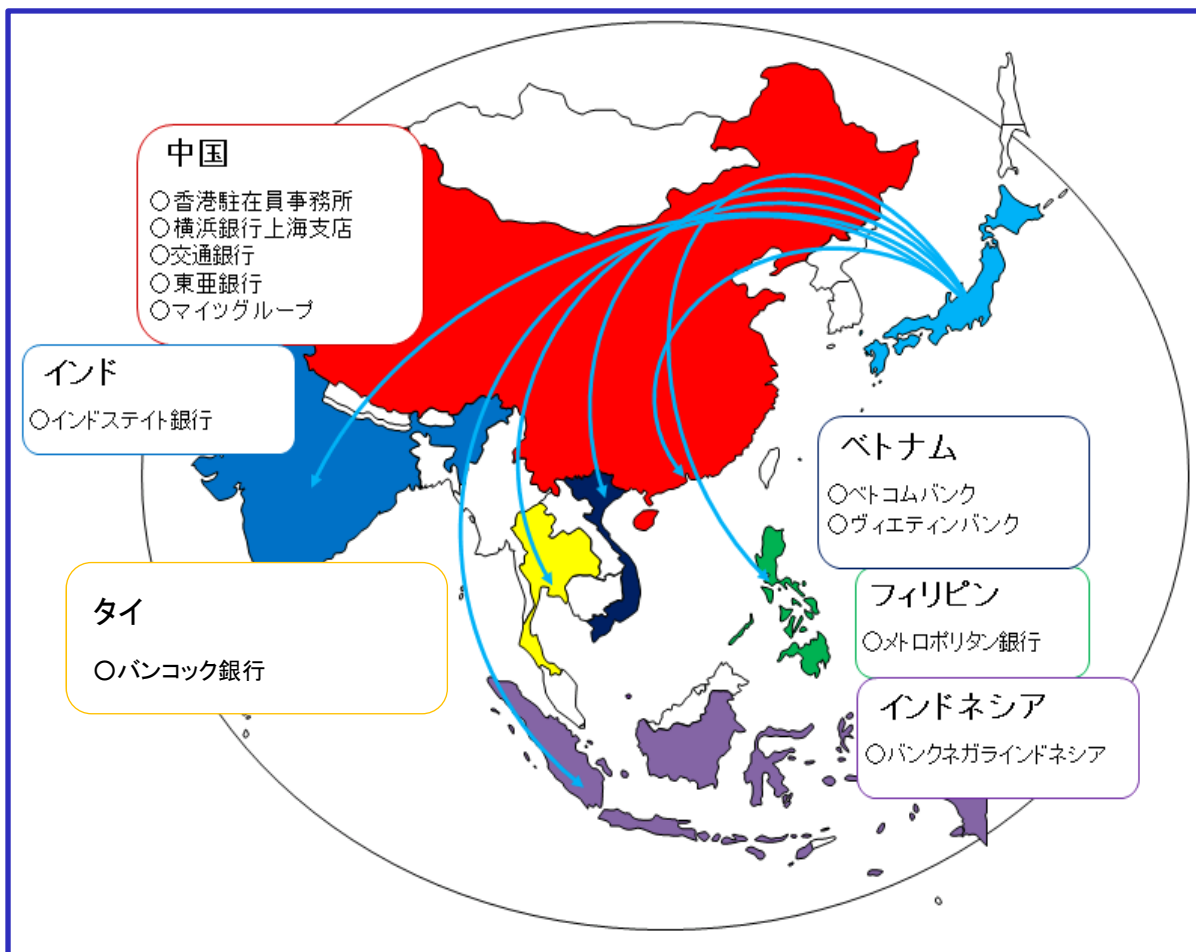 中国
○香港駐在員事務所
○横浜銀行上海支店
○交通銀行
○東亜銀行
○マイツグループ
インド
○インドステイト銀行
ベトナム
○ベトコムバンク
○ヴィエティンバンク
タイ
○バンコック銀行
フィリピン
○メトロポリタン銀行
インドネシア
○バンクネガラインドネシア